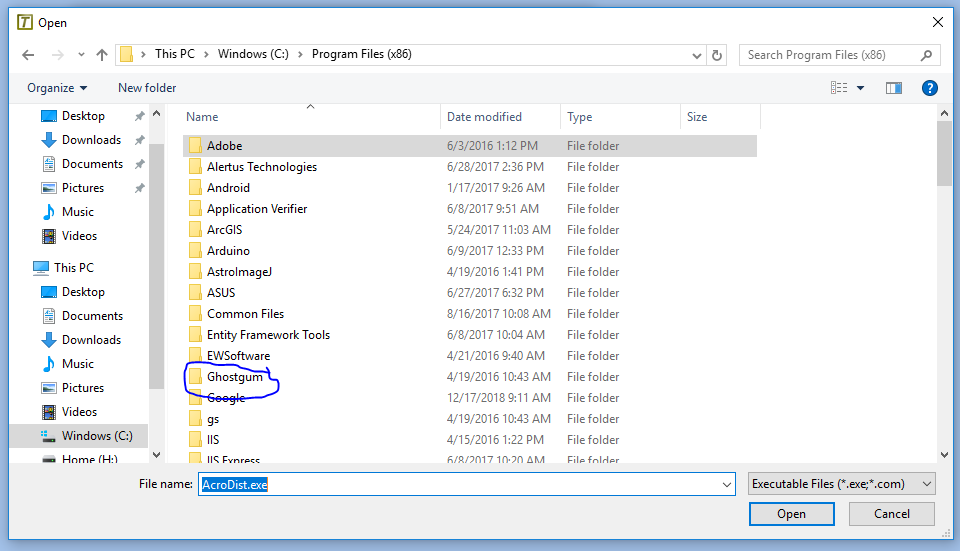 Open
This PC > Windows (C:) > Program Files (x86)
Search Program Files (x86)
Organize
New folder
Desktop
Downloads
Documents
Pictures
Music
Videos
This PC
Desktop
Documents
Downloads
Music
Pictures
Videos
Windows (C:)
Home (H:)
Name Date modified Type Size
Adobe 6/3/2016 1:12 PM File folder
Alertus Technologies 6/28/2017 2:36 PM File folder
Android 1/17/2017 9:26 AM File folder
Application Verifier 6/8/2017 9:51 AM File folder
ArcGIS 5/24/2017 11:03 AM File folder
Arduino 6/9/2017 12:33 PM File folder
AstroImageJ 4/19/2016 1:41 PM File folder
ASUS 6/27/2017 6:32 PM File folder
Common Files 8/16/2017 10:08 AM File folder
Entity Framework Tools 6/8/2017 10:04 AM File folder
EWSoftware 4/21/2016 9:40 AM File folder
Ghostgum 4/19/2016 10:43 AM File folder
Google 12/17/2018 9:11 AM File folder
gs 4/19/2016 10:43 AM File folder
IIS 4/15/2016 1:22 PM File folder
IIS Express 6/8/2017 10:20 AM File folder
File name: AcroDist.exe
Executable Files (*.exe;*.com)
Open
Cancel